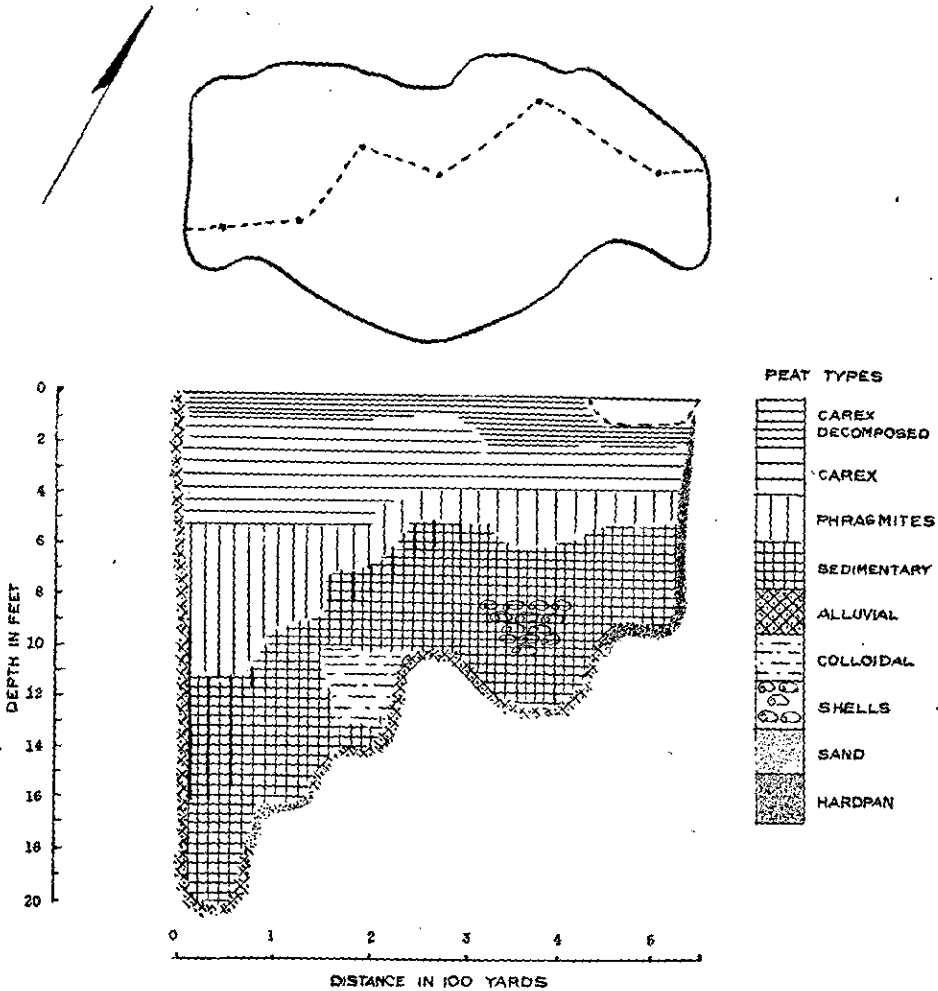 PEAT TYPES
CAREX
DECOMPOSED
CAREX
PHRAGMITES
SEDIMENTARY
ALLUVIAL
COLLOIDAL
SHELLS
SAND
HARDPAN
DEPTH IN FEET
0
2
4
6
8
10
12
14
16
18
20
0 1 2 3 4 5
DISTANCE IN 100 YARDS